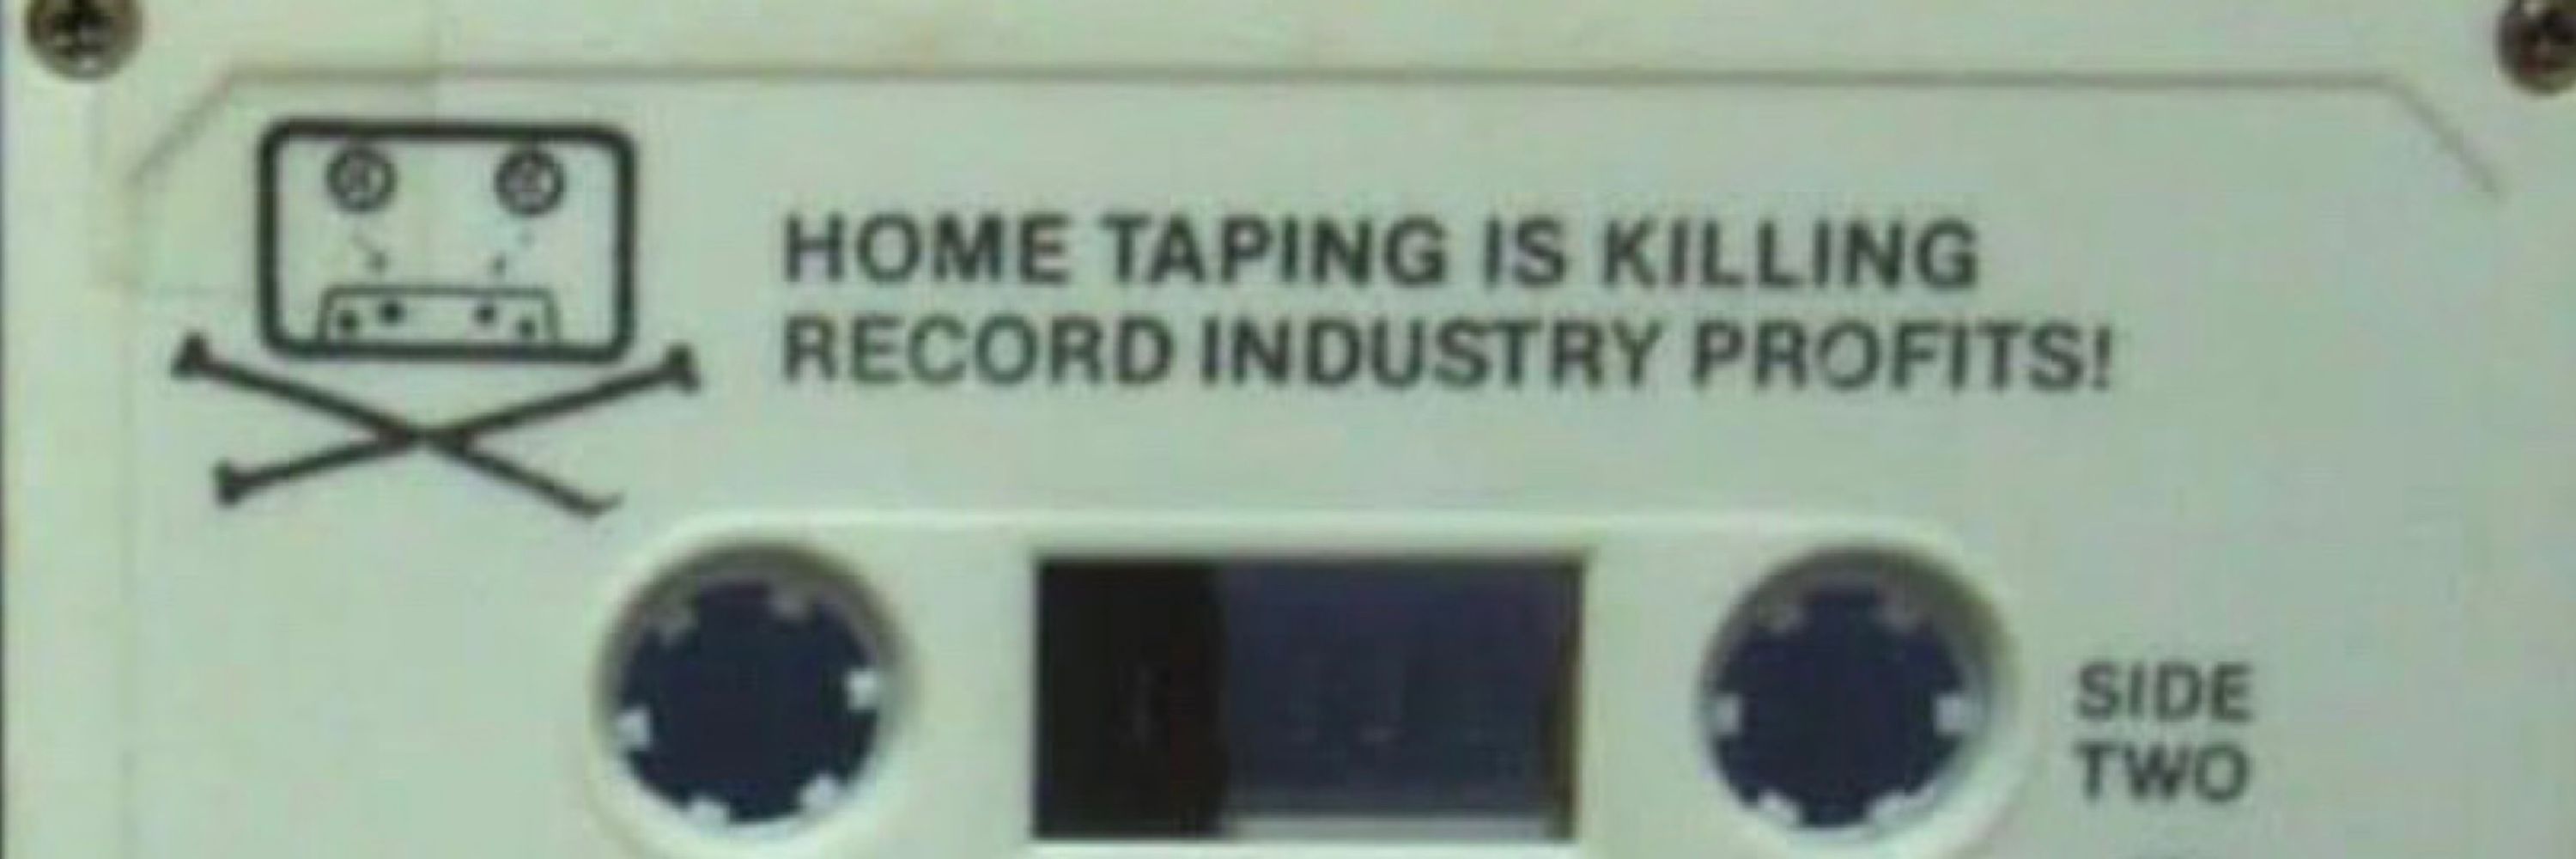 HOME TAPING IS KILLING
RECORD INDUSTRY PROFITS!
SIDE
TWO